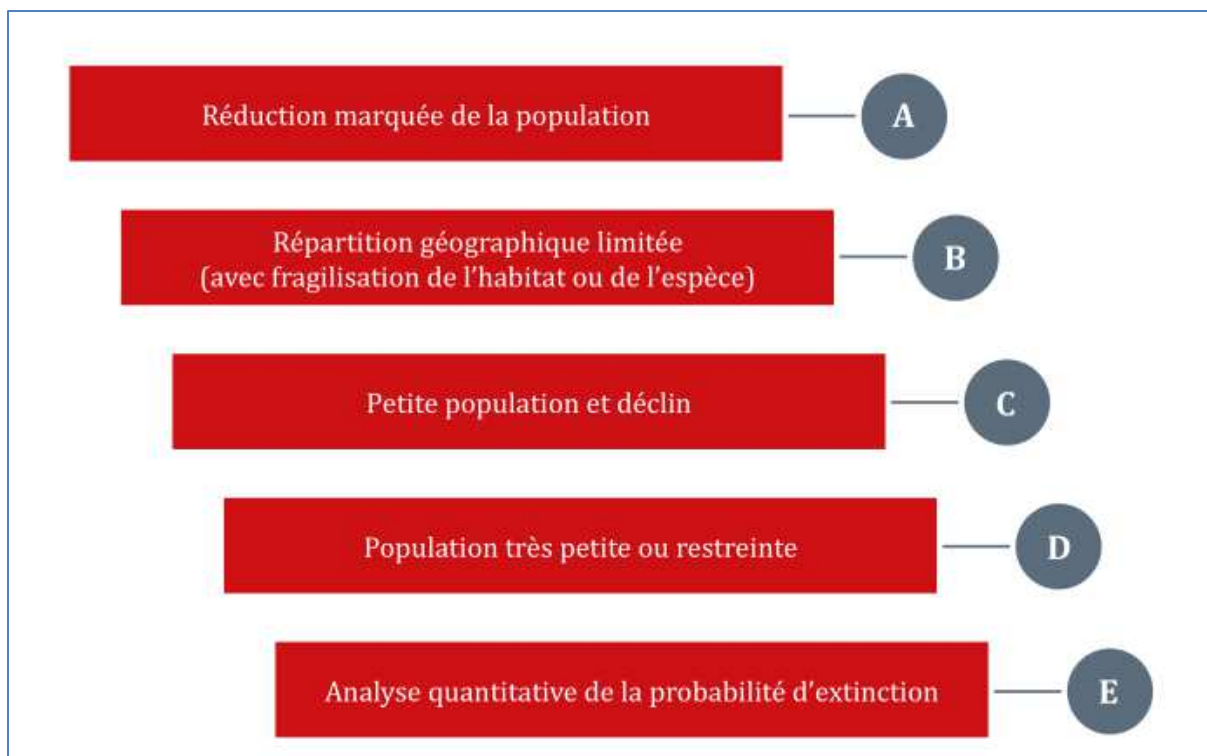 Réduction marquée de la population
A
Répartition géographique limitée
(avec fragilisation de l'habitat ou de l'espèce)
B
Petite population et déclin
C
Population très petite ou restreinte
D
Analyse quantitative de la probabilité d'extinction
E